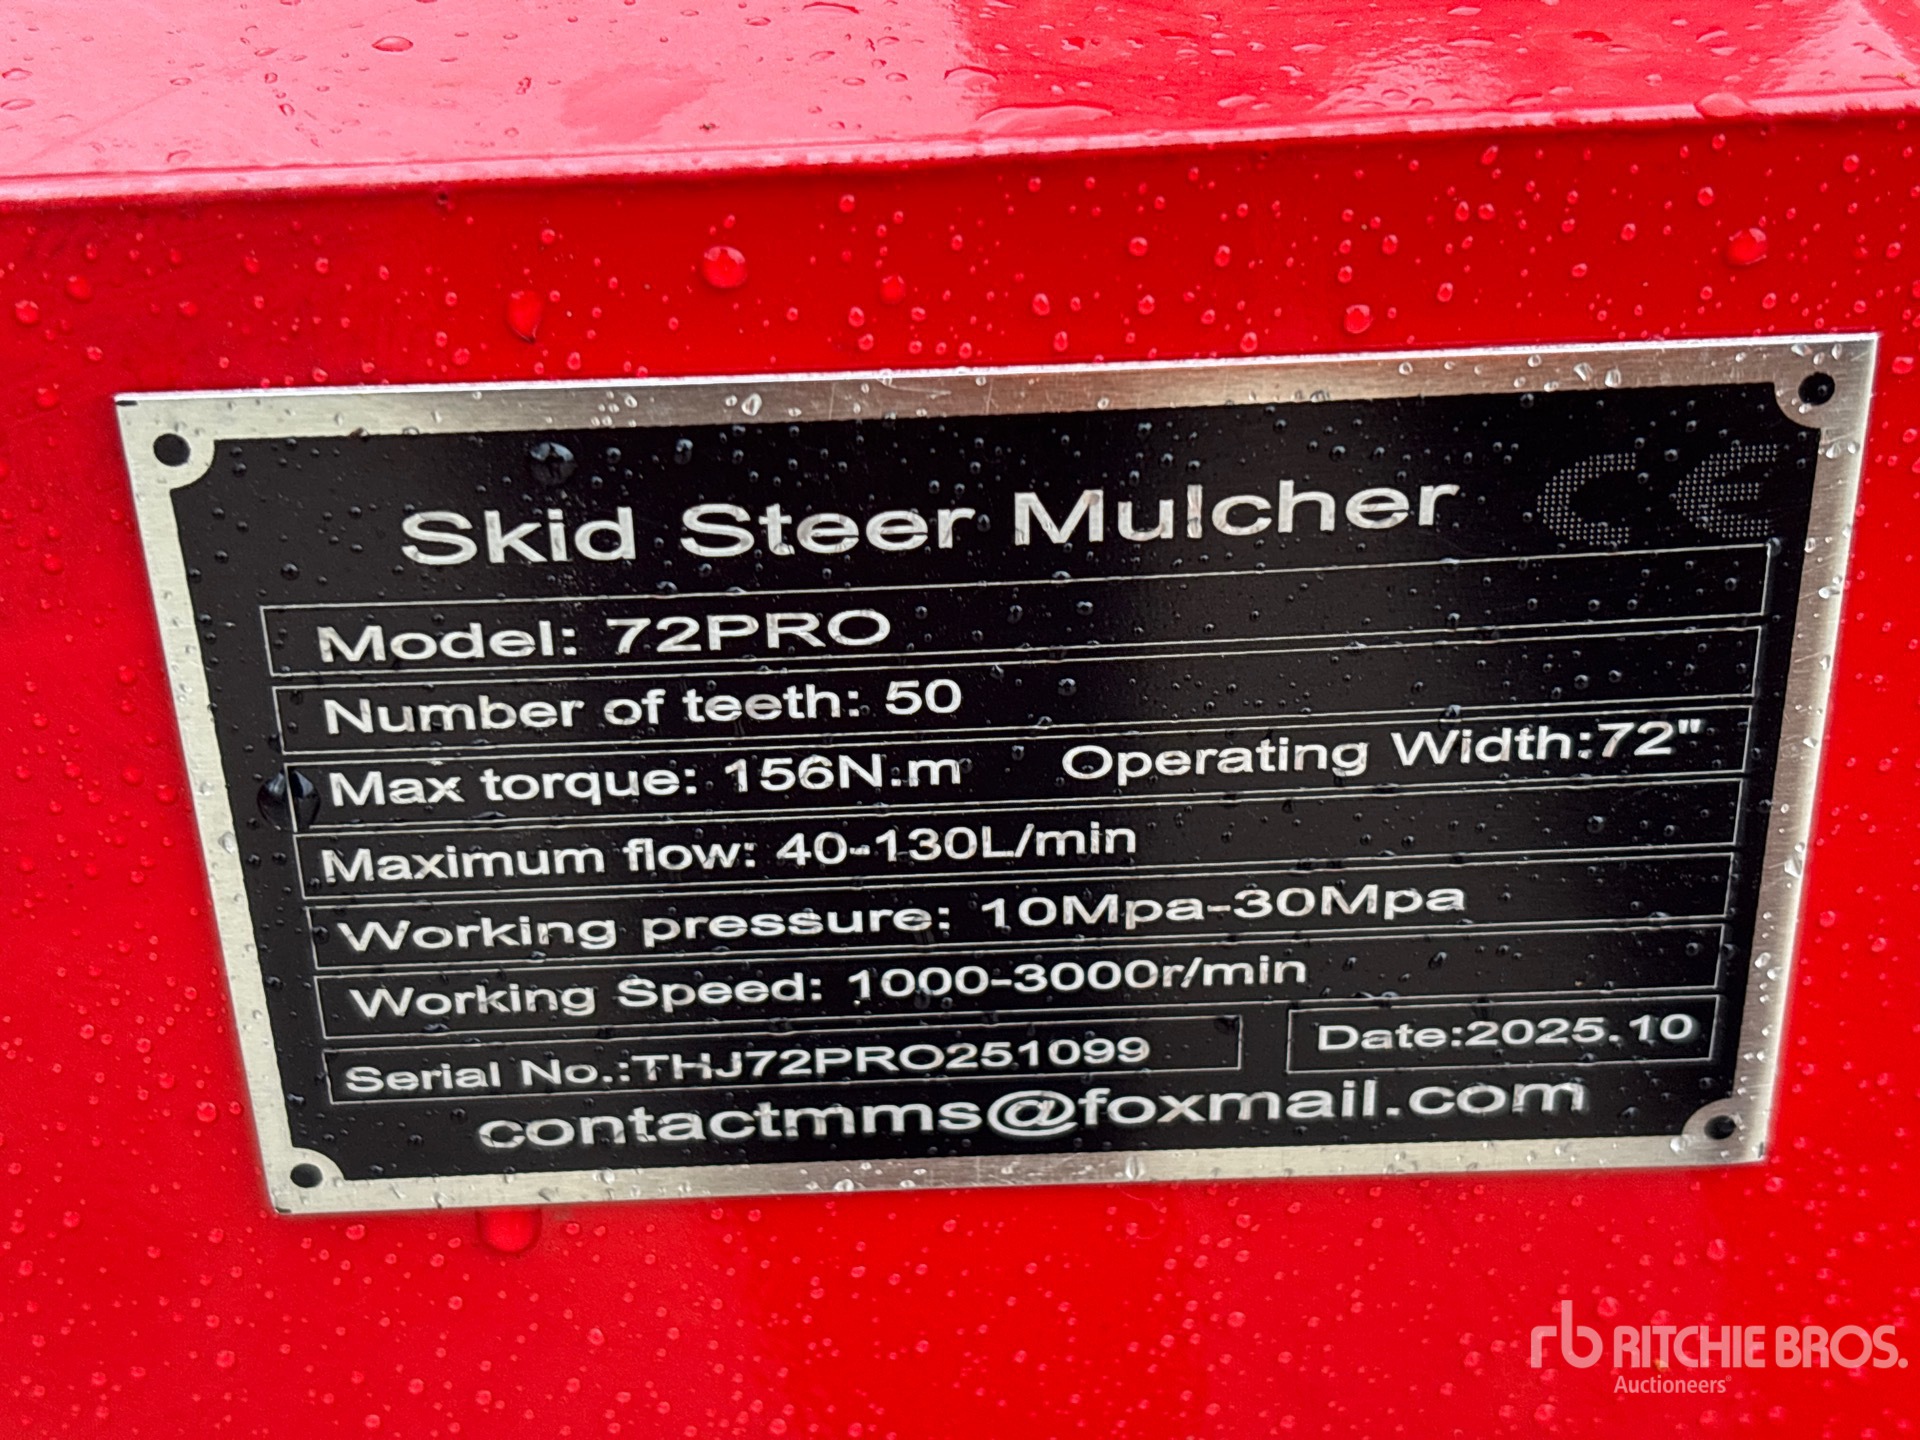 CE
Skid Steer Mulcher
Model: 72PRO
Number of teeth: 50
Max torque: 156N.m Operating Width:72"
Maximum flow: 40-130L/min
Working pressure: 10Mpa-30Mpa
Working Speed: 1000-3000r/min
Serial No.:THJ72PRO251099 Date:2025.10
contactmms@foxmail.com
rb RITCHIE BROS.
Auctioneers